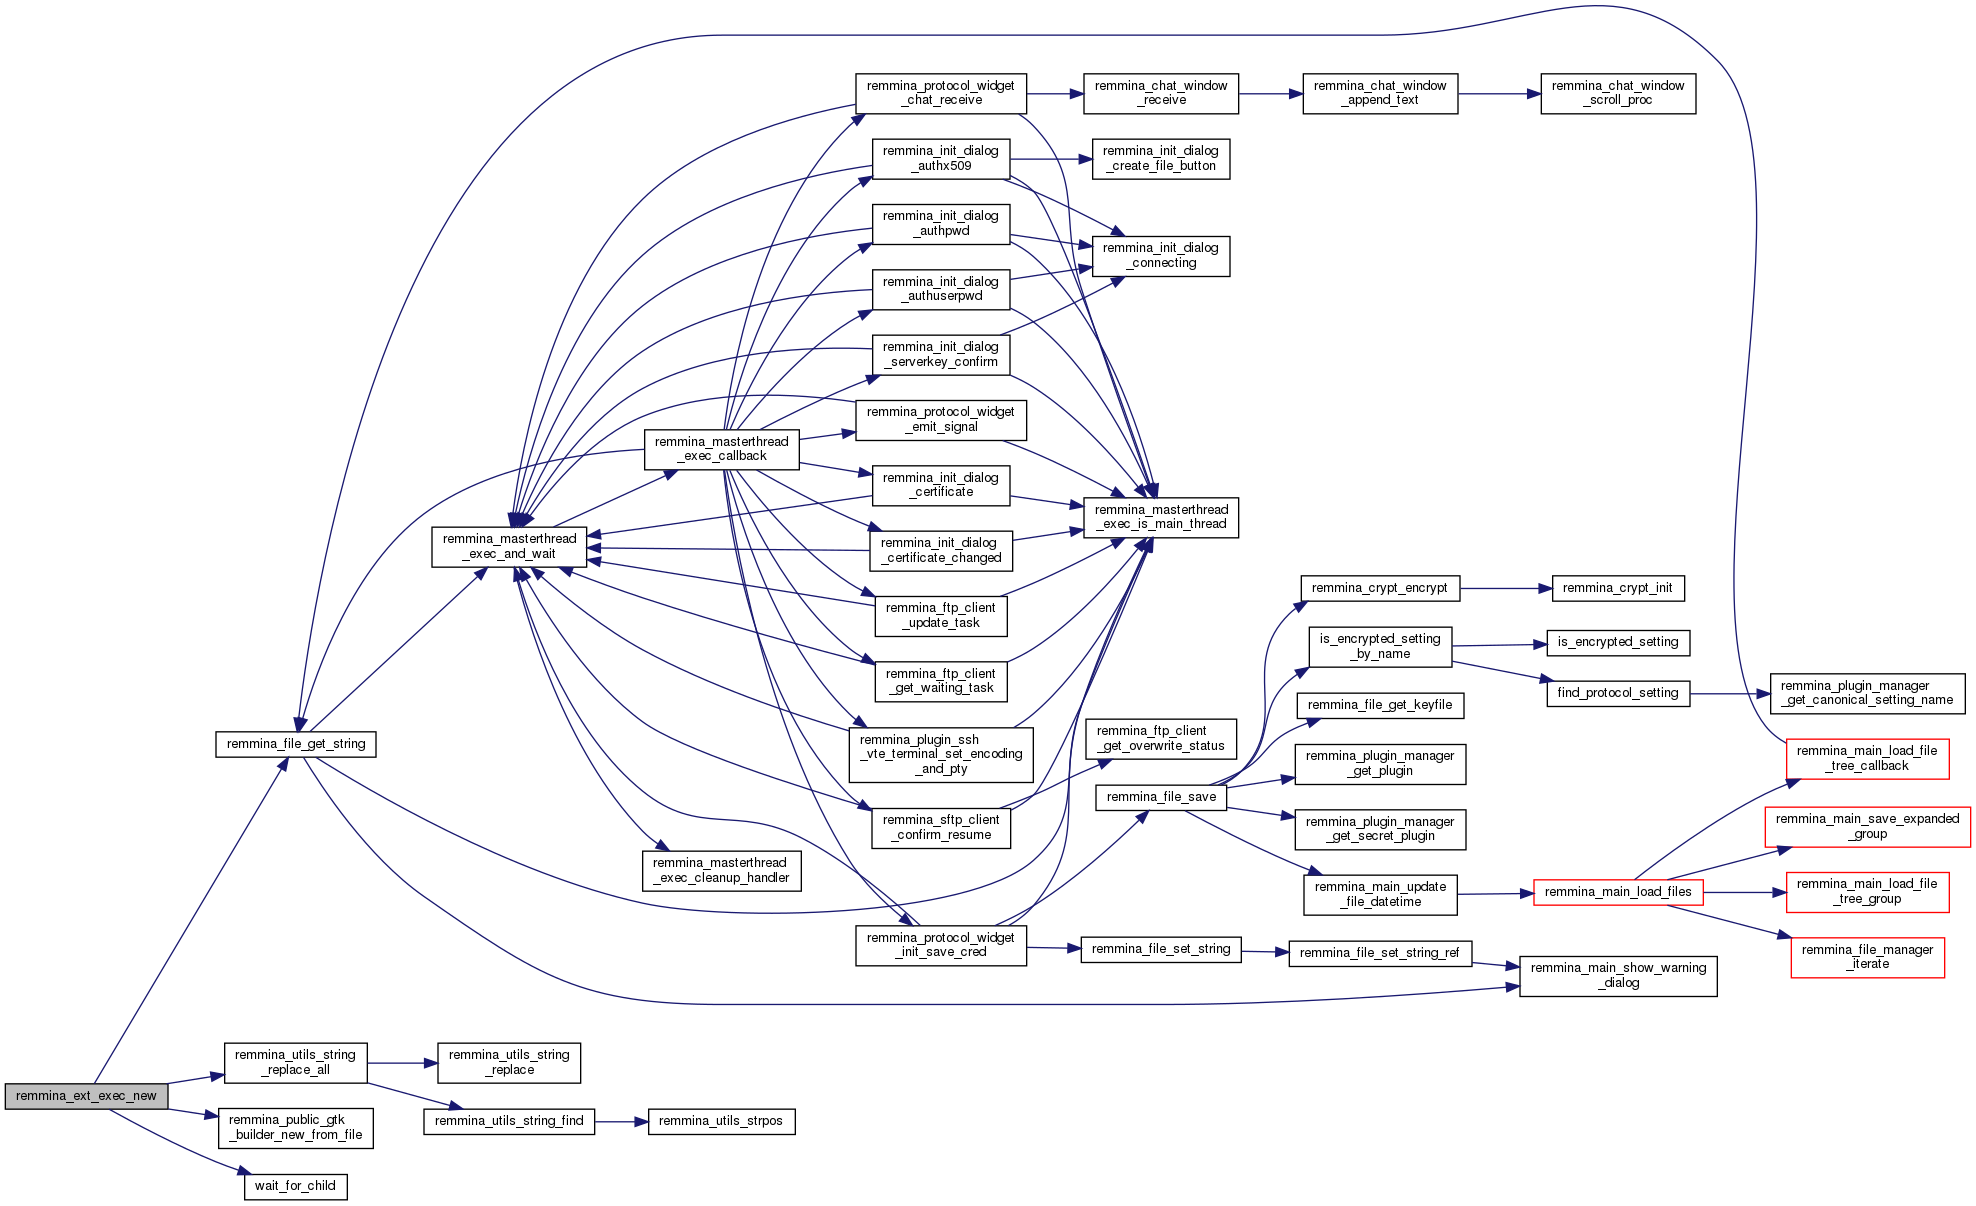 remmina_protocol_widget
_chat_receive
remmina_chat_window
_receive
remmina_chat_window
_append_text
remmina_chat_window
_scroll_proc
remmina_init_dialog
_authx509
remmina_init_dialog
_create_file_button
remmina_init_dialog
_authpwd
remmina_init_dialog
_connecting
remmina_init_dialog
_authuserpwd
remmina_init_dialog
_serverkey_confirm
remmina_protocol_widget
_emit_signal
remmina_masterthread
_exec_callback
remmina_init_dialog
_certificate
remmina_masterthread
_exec_is_main_thread
remmina_masterthread
_exec_and_wait
remmina_init_dialog
_certificate_changed
remmina_crypt_encrypt
remmina_crypt_init
remmina_ftp_client
_update_task
is_encrypted_setting
_by_name
is_encrypted_setting
remmina_ftp_client
_get_waiting_task
find_protocol_setting
remmina_plugin_manager
_get_canonical_setting_name
remmina_file_get_keyfile
remmina_file_get_string
remmina_plugin_ssh
_vte_terminal_set_encoding
_and_pty
remmina_ftp_client
_get_overwrite_status
remmina_plugin_manager
_get_plugin
remmina_main_load_file
_tree_callback
remmina_file_save
remmina_sftp_client
_confirm_resume
remmina_plugin_manager
_get_secret_plugin
remmina_main_save_expanded
_group
remmina_masterthread
_exec_cleanup_handler
remmina_main_update
_file_datetime
remmina_main_load_files
remmina_main_load_file
_tree_group
remmina_protocol_widget
_init_save_cred
remmina_file_set_string
remmina_file_set_string_ref
remmina_main_show_warning
_dialog
remmina_file_manager
_iterate
remmina_utils_string
_replace_all
remmina_utils_string
_replace
remmina_ext_exec_new
remmina_public_gtk
_builder_new_from_file
remmina_utils_string_find
remmina_utils_strpos
wait_for_child